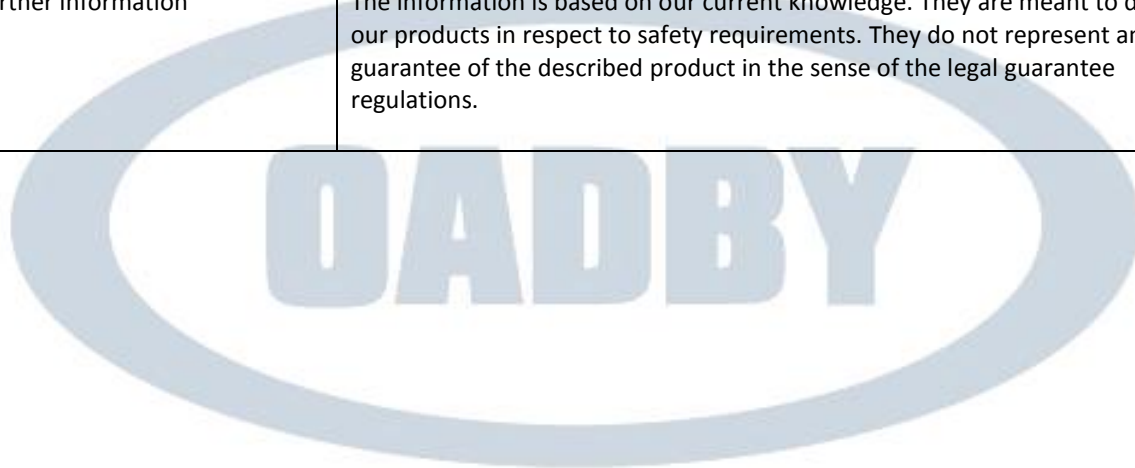 rther information
The information is based on our current knowledge. They are meant to d
our products in respect to safety requirements. They do not represent an
guarantee of the described product in the sense of the legal guarantee
regulations.
OADBY